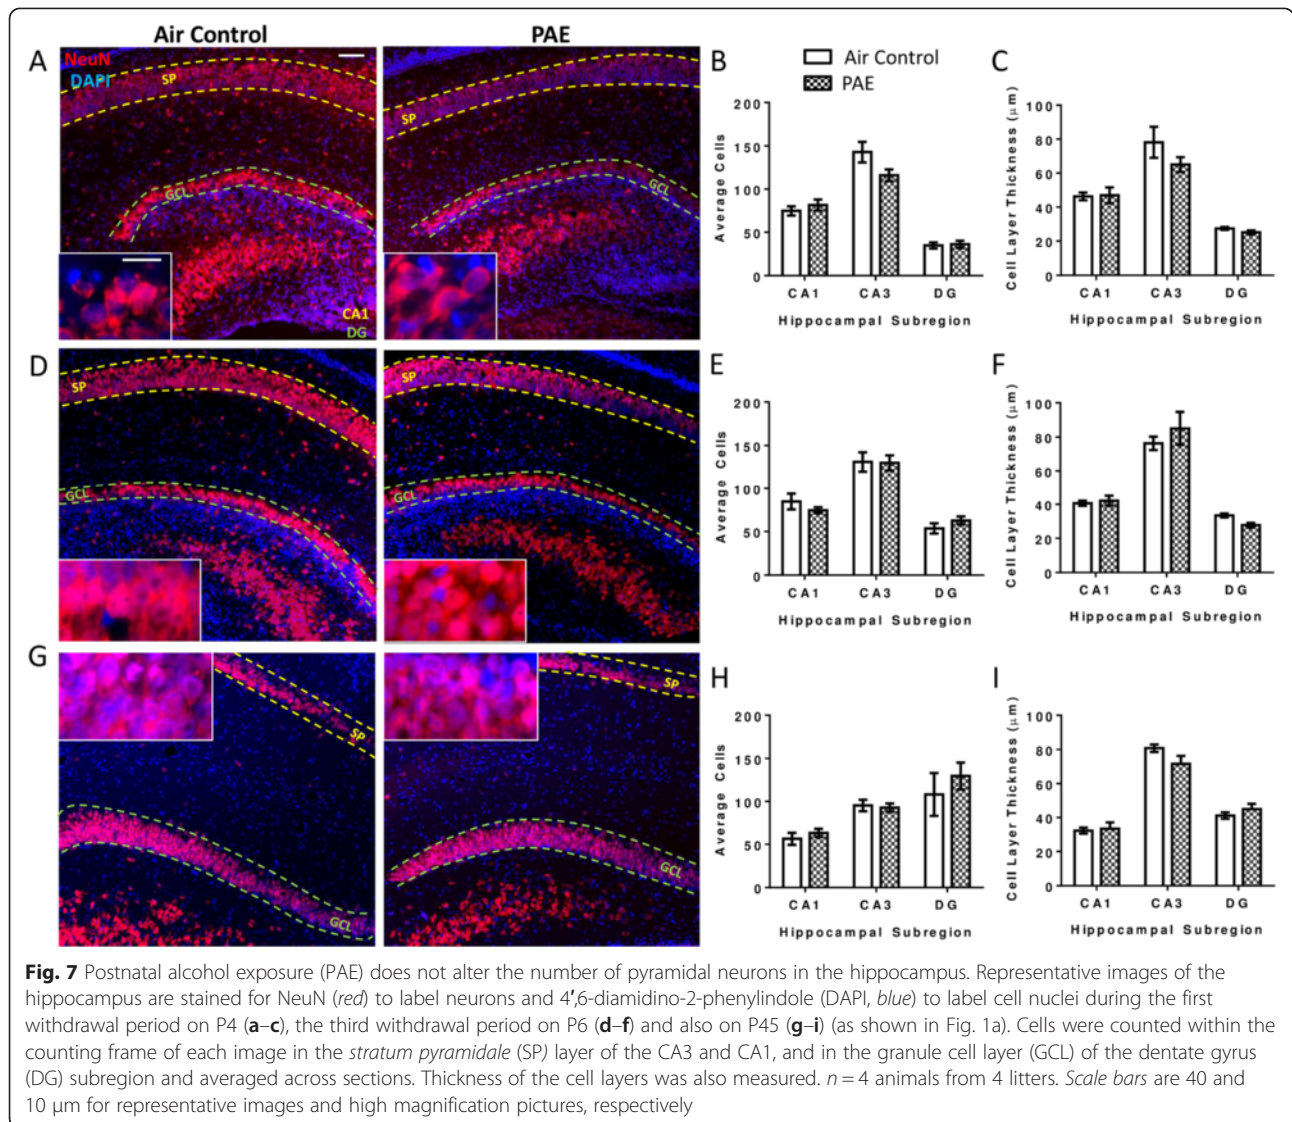 Air Control
PAE
A
NeuN
DAPI
SP
GCL
CA1
DG
SP
GCL
B
Air Control
PAE
200
150
100
50
0
Average Cells
CA1 CA3 DG
Hippocampal Subregion
C
100
80
60
40
20
0
Cell Layer Thickness (μm)
CA1 CA3 DG
Hippocampal Subregion
D
SP
GCL
SP
GCL
E
200
150
100
50
0
Average Cells
CA1 CA3 DG
Hippocampal Subregion
F
100
80
60
40
20
0
Cell Layer Thickness (μm)
CA1 CA3 DG
Hippocampal Subregion
G
SP
GCL
SP
GCL
H
200
150
100
50
0
Average Cells
CA1 CA3 DG
Hippocampal Subregion
I
100
80
60
40
20
0
Cell Layer Thickness (μm)
CA1 CA3 DG
Hippocampal Subregion
Fig. 7 Postnatal alcohol exposure (PAE) does not alter the number of pyramidal neurons in the hippocampus. Representative images of the
hippocampus are stained for NeuN (red) to label neurons and 4′,6-diamidino-2-phenylindole (DAPI, blue) to label cell nuclei during the first
withdrawal period on P4 (a–c), the third withdrawal period on P6 (d–f) and also on P45 (g–i) (as shown in Fig. 1a). Cells were counted within the
counting frame of each image in the stratum pyramidale (SP) layer of the CA3 and CA1, and in the granule cell layer (GCL) of the dentate gyrus
(DG) subregion and averaged across sections. Thickness of the cell layers was also measured. n = 4 animals from 4 litters. Scale bars are 40 and
10 μm for representative images and high magnification pictures, respectively